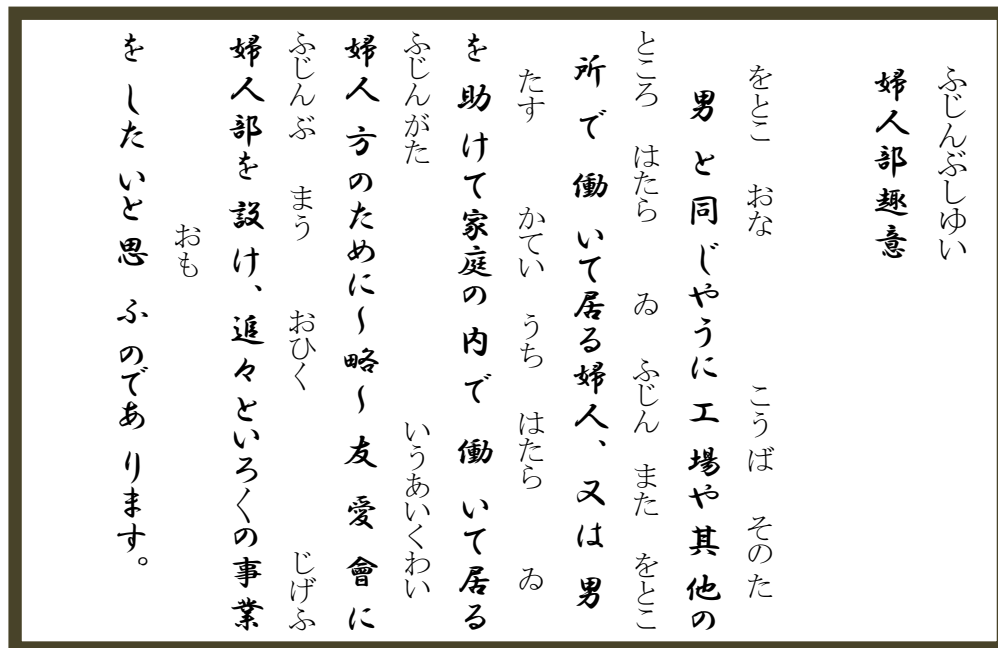 ふじんぶしゆい
婦人部趣意
をとこ おな こうば そのた
男と同じやうに工場や其他の
ところ はたら ゐ ふじん また をとこ
所で働いて居る婦人、又は男
たす かてい うち はたら ゐ
を助けて家庭の内で働いて居る
ふじんがた いうあいくわい
婦人方のために～略～友愛會に
ふじんぶ まう おひ〱 じげふ
婦人部を設け、追々といろ〱の事業
おも
をしたいと思ふのであります。